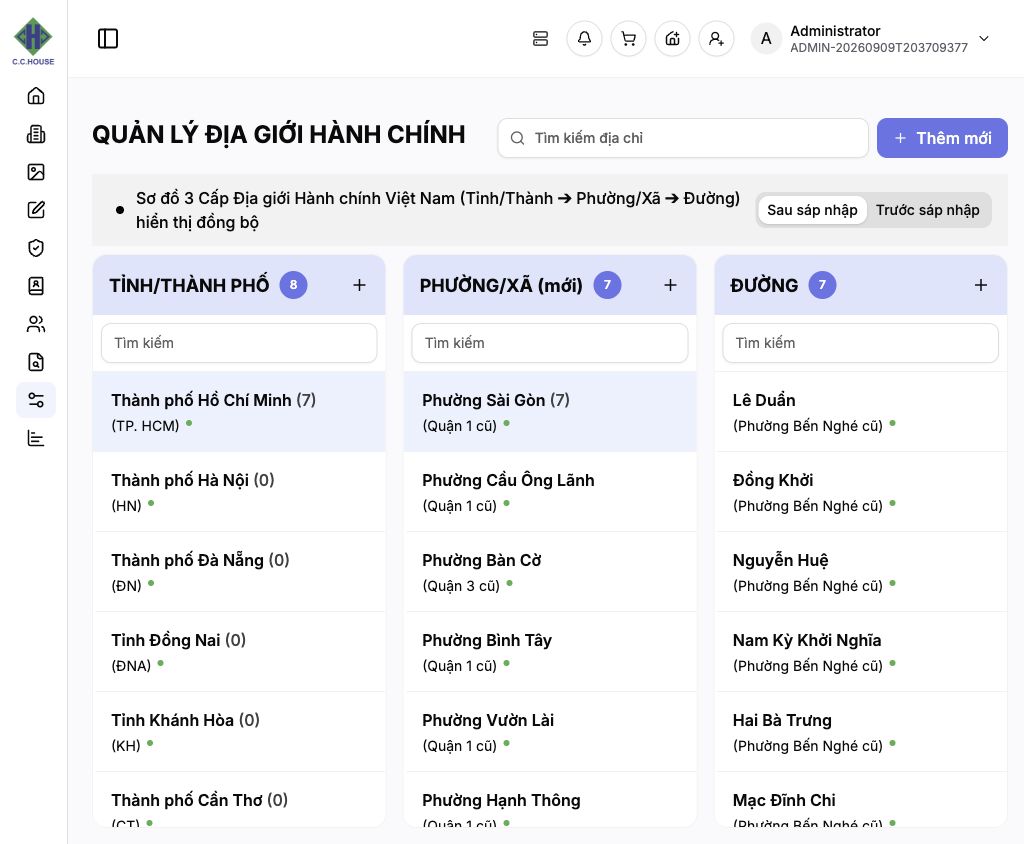 C.C.HOUSE
A
Administrator
ADMIN-20260909T203709377
QUẢN LÝ ĐỊA GIỚI HÀNH CHÍNH
Tìm kiếm địa chỉ
+ Thêm mới
Sơ đồ 3 Cấp Địa giới Hành chính Việt Nam (Tỉnh/Thành ➔ Phường/Xã ➔ Đường)
hiển thị đồng bộ
Sau sáp nhập
Trước sáp nhập
TỈNH/THÀNH PHỐ 8 +
Tìm kiếm
Thành phố Hồ Chí Minh (7)
(TP. HCM)
Thành phố Hà Nội (0)
(HN)
Thành phố Đà Nẵng (0)
(ĐN)
Tỉnh Đồng Nai (0)
(ĐNA)
Tỉnh Khánh Hòa (0)
(KH)
Thành phố Cần Thơ (0)
(CT)
PHƯỜNG/XÃ (mới) 7 +
Tìm kiếm
Phường Sài Gòn (7)
(Quận 1 cũ)
Phường Cầu Ông Lãnh
(Quận 1 cũ)
Phường Bàn Cờ
(Quận 3 cũ)
Phường Bình Tây
(Quận 1 cũ)
Phường Vườn Lài
(Quận 1 cũ)
Phường Hạnh Thông
(Quận 1 cũ)
ĐƯỜNG 7 +
Tìm kiếm
Lê Duẩn
(Phường Bến Nghé cũ)
Đồng Khởi
(Phường Bến Nghé cũ)
Nguyễn Huệ
(Phường Bến Nghé cũ)
Nam Kỳ Khởi Nghĩa
(Phường Bến Nghé cũ)
Hai Bà Trưng
(Phường Bến Nghé cũ)
Mạc Đĩnh Chi
(Phường Bến Nghé cũ)